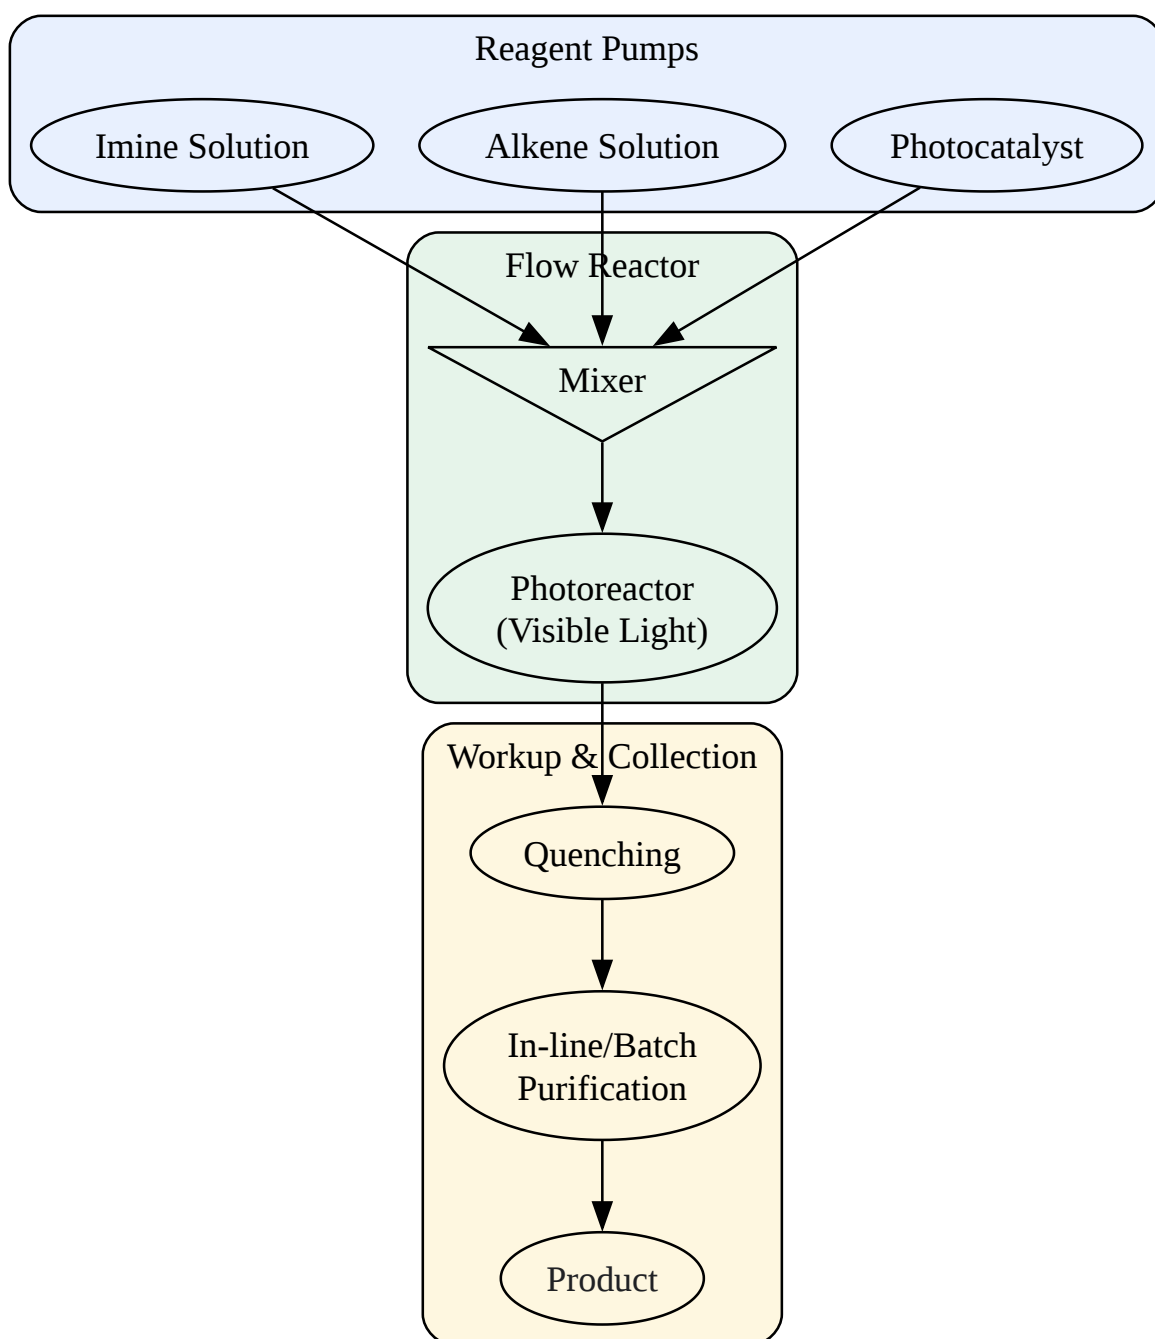 Reagent Pumps
Imine Solution
Alkene Solution
Photocatalyst
Flow Reactor
Mixer
Photoreactor
(Visible Light)
Workup & Collection
Quenching
In-line/Batch
Purification
Product